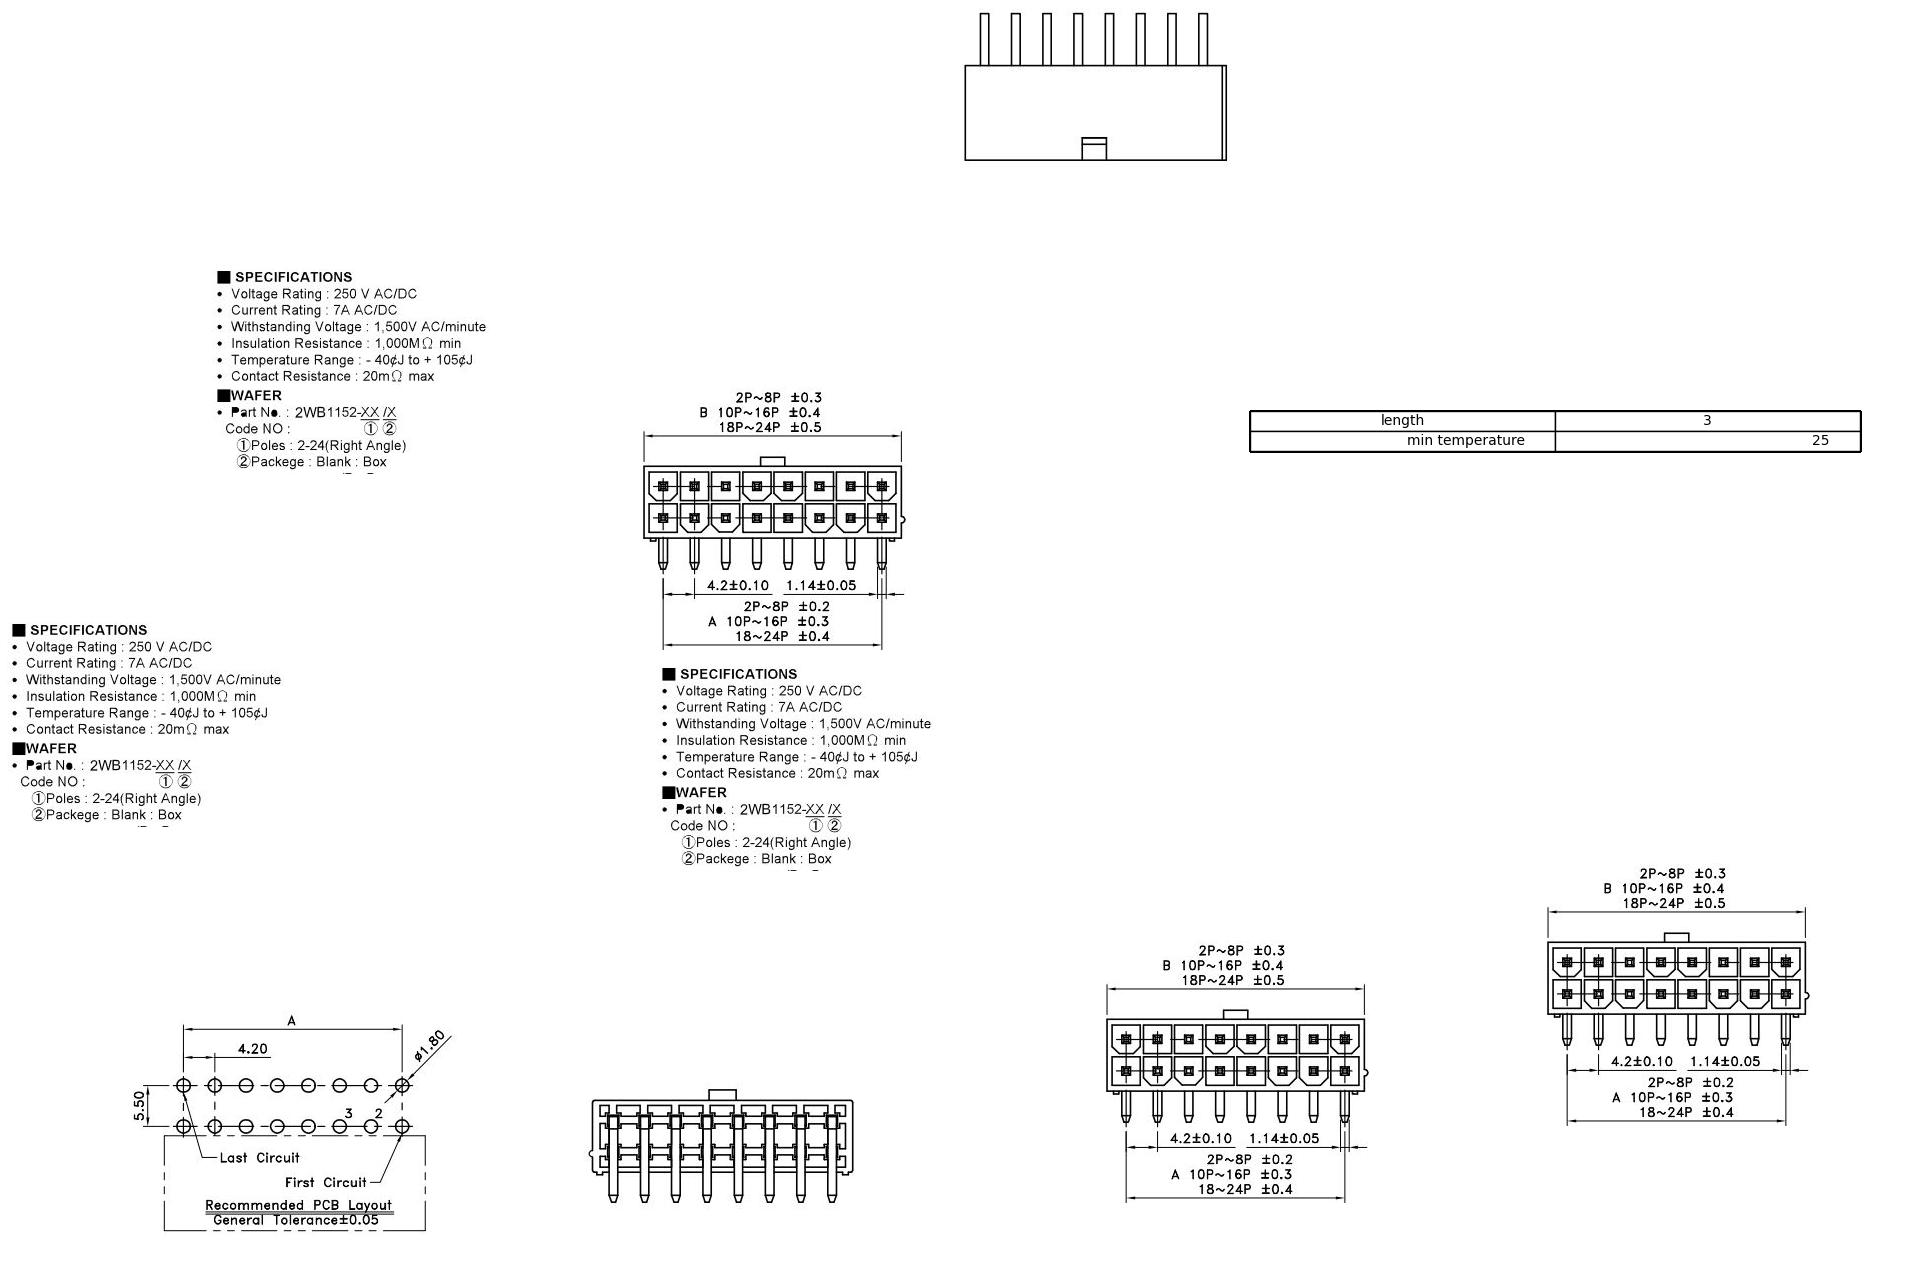 ■ SPECIFICATIONS
• Voltage Rating : 250 V AC/DC
• Current Rating : 7A AC/DC
• Withstanding Voltage : 1,500V AC/minute
• Insulation Resistance : 1,000MΩ min
• Temperature Range : - 40¢J to + 105¢J
• Contact Resistance : 20mΩ max
■WAFER
• Part No. : 2WB1152-XX /X
Code NO : ① ②
①Poles : 2-24(Right Angle)
②Packege : Blank : Box
2P~8P ±0.3
B 10P~16P ±0.4
18P~24P ±0.5
4.2±0.10 1.14±0.05
2P~8P ±0.2
A 10P~16P ±0.3
18~24P ±0.4
length 3
min temperature 25
■ SPECIFICATIONS
• Voltage Rating : 250 V AC/DC
• Current Rating : 7A AC/DC
• Withstanding Voltage : 1,500V AC/minute
• Insulation Resistance : 1,000MΩ min
• Temperature Range : - 40¢J to + 105¢J
• Contact Resistance : 20mΩ max
■WAFER
• Part No. : 2WB1152-XX /X
Code NO : ① ②
①Poles : 2-24(Right Angle)
②Packege : Blank : Box
■ SPECIFICATIONS
• Voltage Rating : 250 V AC/DC
• Current Rating : 7A AC/DC
• Withstanding Voltage : 1,500V AC/minute
• Insulation Resistance : 1,000MΩ min
• Temperature Range : - 40¢J to + 105¢J
• Contact Resistance : 20mΩ max
■WAFER
• Part No. : 2WB1152-XX /X
Code NO : ① ②
①Poles : 2-24(Right Angle)
②Packege : Blank : Box
A
4.20
ø1.80
5.50
3 2
Last Circuit
First Circuit
Recommended PCB Layout
General Tolerance±0.05
2P~8P ±0.3
B 10P~16P ±0.4
18P~24P ±0.5
4.2±0.10 1.14±0.05
2P~8P ±0.2
A 10P~16P ±0.3
18~24P ±0.4
2P~8P ±0.3
B 10P~16P ±0.4
18P~24P ±0.5
4.2±0.10 1.14±0.05
2P~8P ±0.2
A 10P~16P ±0.3
18~24P ±0.4